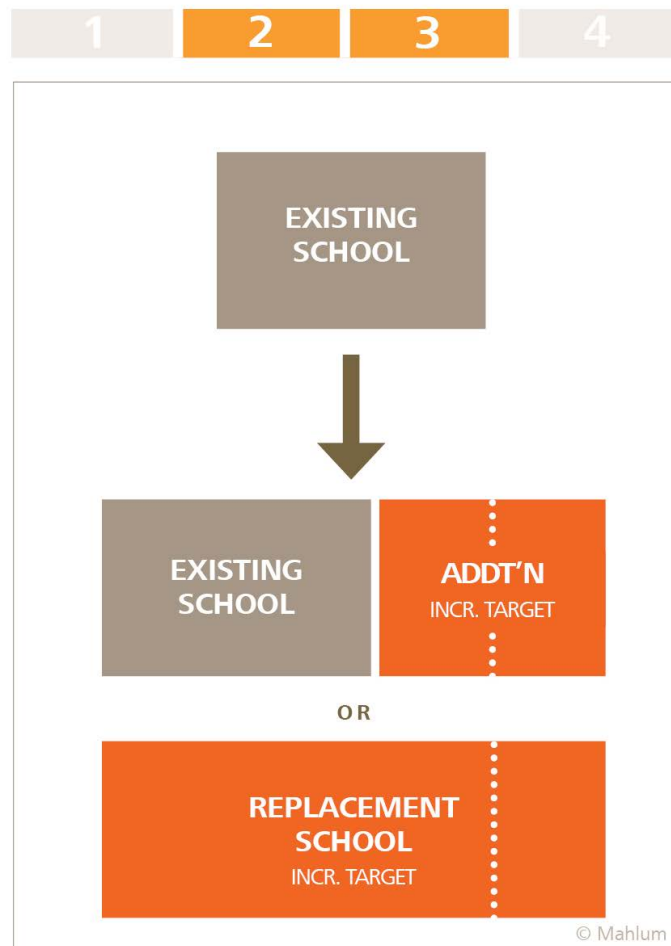 1 2 3 4
EXISTING
SCHOOL
EXISTING
SCHOOL
ADDT'N
INCR. TARGET
OR
REPLACEMENT
SCHOOL
INCR. TARGET
© Mahlum